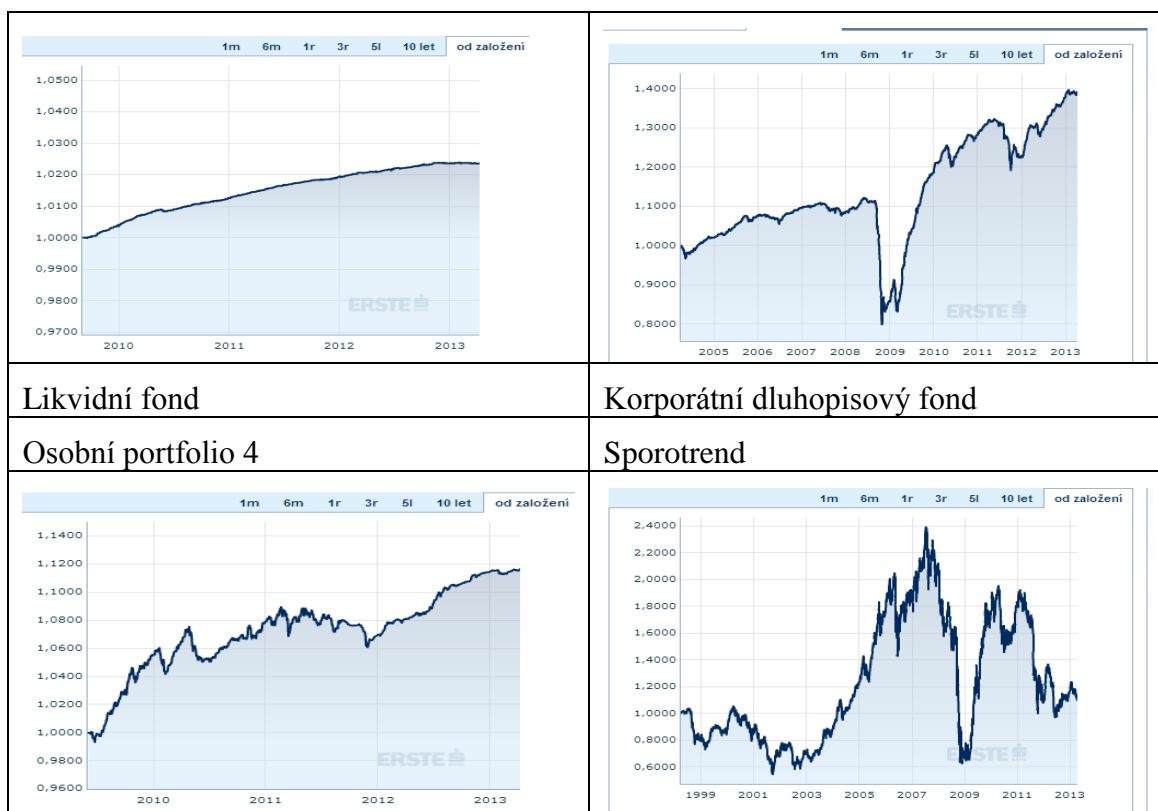 1m 6m 1r 3r 5l 10 let od založení
1,0500
1,0400
1,0300
1,0200
1,0100
1,0000
0,9900
0,9800
0,9700
ERSTE
2010 2011 2012 2013
1m 6m 1r 3r 5l 10 let od založení
1,4000
1,3000
1,2000
1,1000
1,0000
0,9000
0,8000
ERSTE
2005 2006 2007 2008 2009 2010 2011 2012 2013
Likvidní fond
Korporátní dluhopisový fond
Osobní portfolio 4
Sporotrend
1m 6m 1r 3r 5l 10 let od založení
1,1400
1,1200
1,1000
1,0800
1,0600
1,0400
1,0200
1,0000
0,9800
0,9600
ERSTE
2010 2011 2012 2013
1m 6m 1r 3r 5l 10 let od založení
2,4000
2,2000
2,0000
1,8000
1,6000
1,4000
1,2000
1,0000
0,8000
0,6000
ERSTE
1999 2001 2003 2005 2007 2009 2011 2013